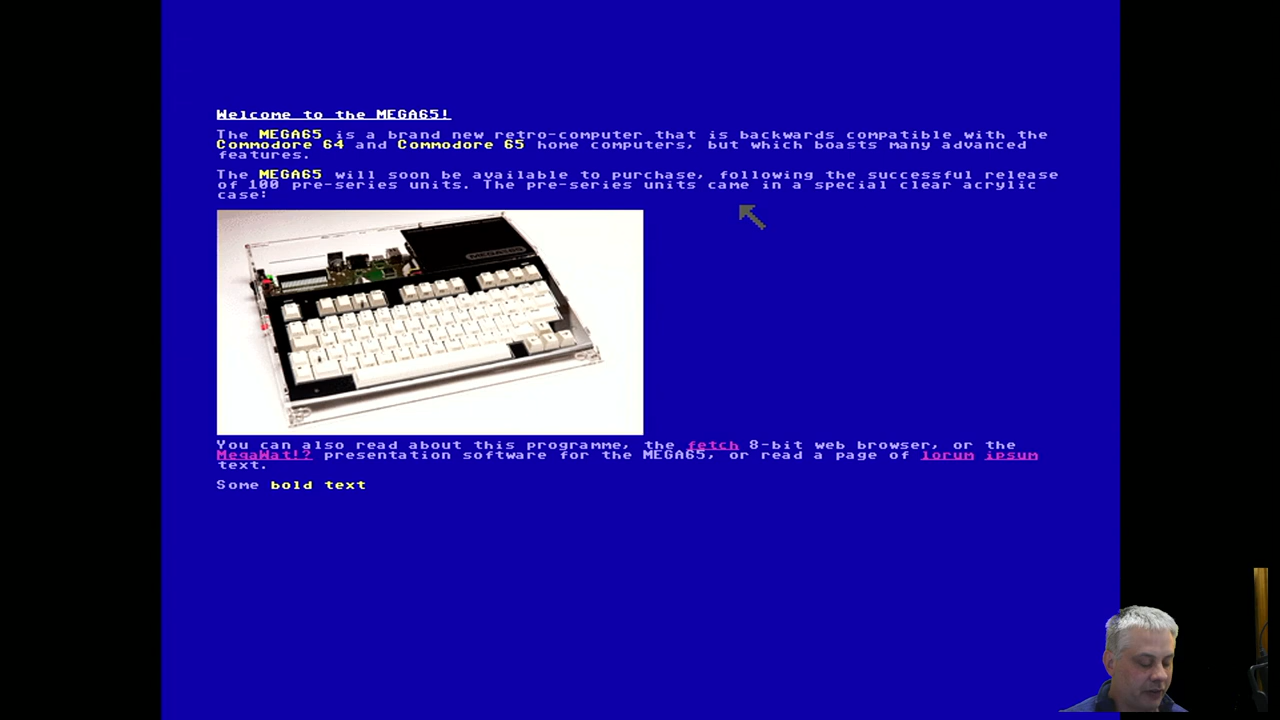 Welcome to the MEGA65!
The MEGA65 is a brand new retro-computer that is backwards compatible with the
Commodore 64 and Commodore 65 home computers, but which boasts many advanced
features.
The MEGA65 will soon be available to purchase, following the successful release
of 100 pre-series units. The pre-series units came in a special clear acrylic
case:
MEGA65
You can also read about this programme, the fetch 8-bit web browser, or the
MegaWat!? presentation software for the MEGA65, or read a page of lorum ipsum
text.
Some bold text